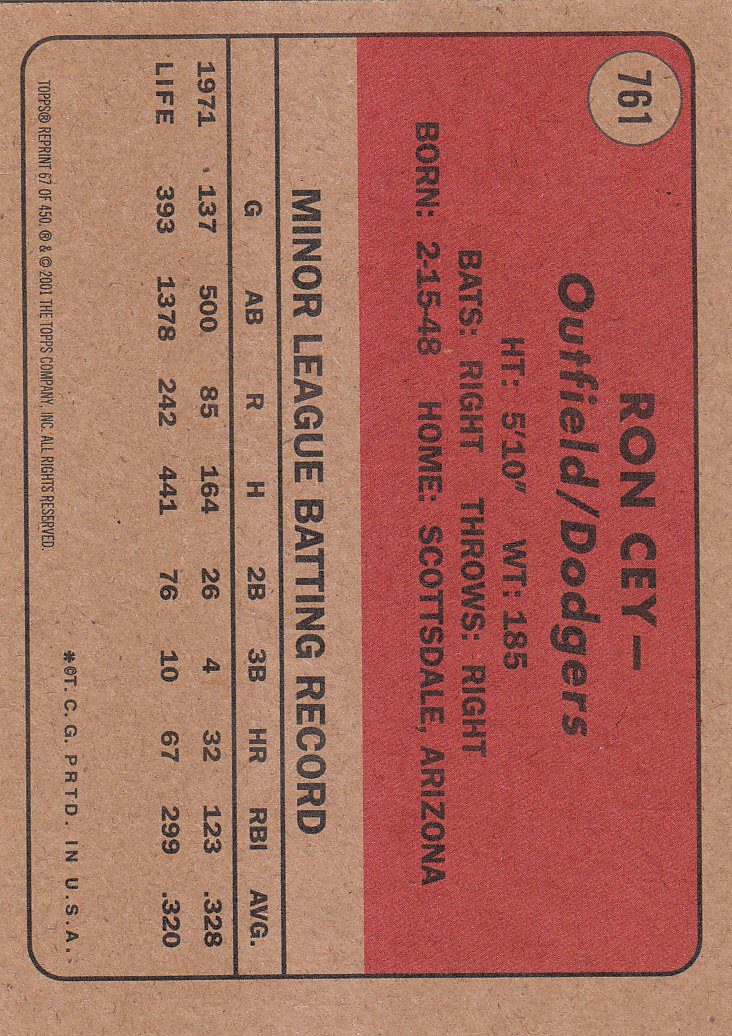 761
RON CEY —
Outfield/Dodgers
HT: 5'10" WT: 185
BATS: RIGHT THROWS: RIGHT
BORN: 2-15-48 HOME: SCOTTSDALE, ARIZONA
MINOR LEAGUE BATTING RECORD
G AB R H 2B 3B HR RBI AVG.
1971 137 500 85 164 26 4 32 123 .328
LIFE 393 1378 242 441 76 10 67 299 .320
*©T. C. G. PRTD. IN U.S.A.
TOPPS® REPRINT 67 OF 450. ® & © 2001 THE TOPPS COMPANY, INC. ALL RIGHTS RESERVED.